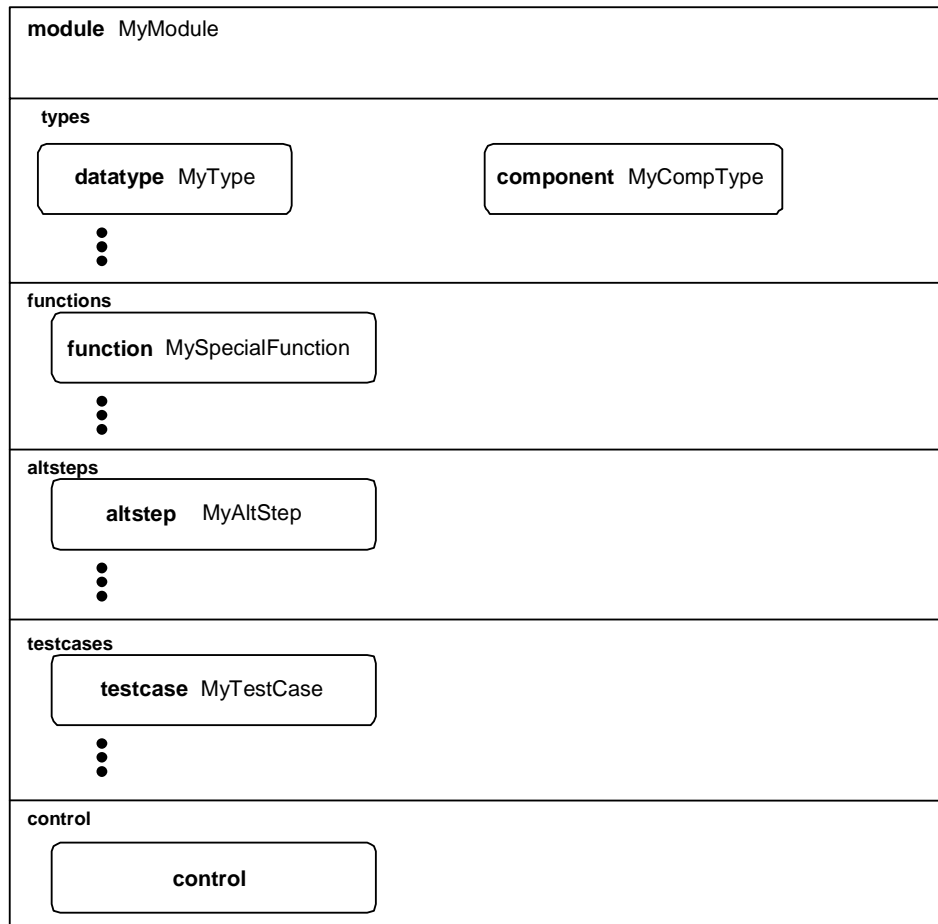 module MyModule
types
datatype MyType component MyCompType
functions
function MySpecialFunction
altsteps
altstep MyAltStep
testcases
testcase MyTestCase
control
control